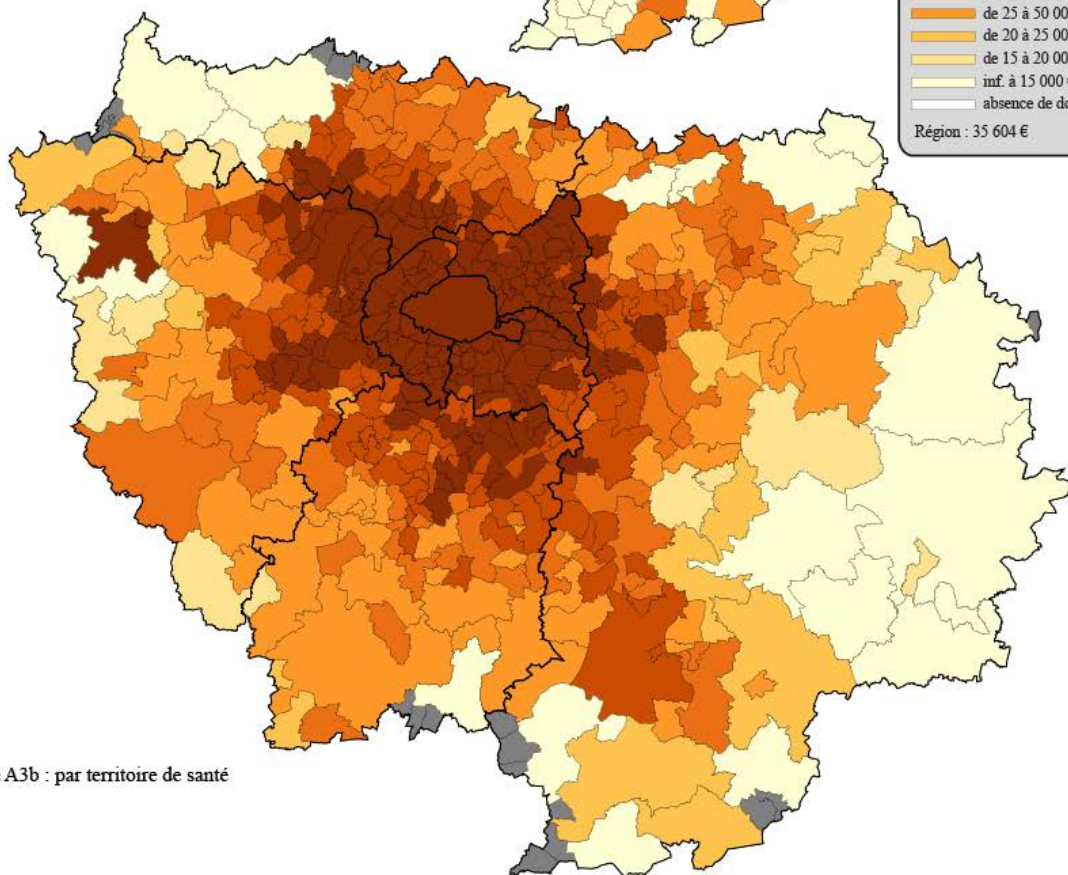 de 25 à 50 00
de 20 à 25 00
de 15 à 20 00
inf. à 15 000
absence de do
Région : 35 604 €
A3b : par territoire de santé